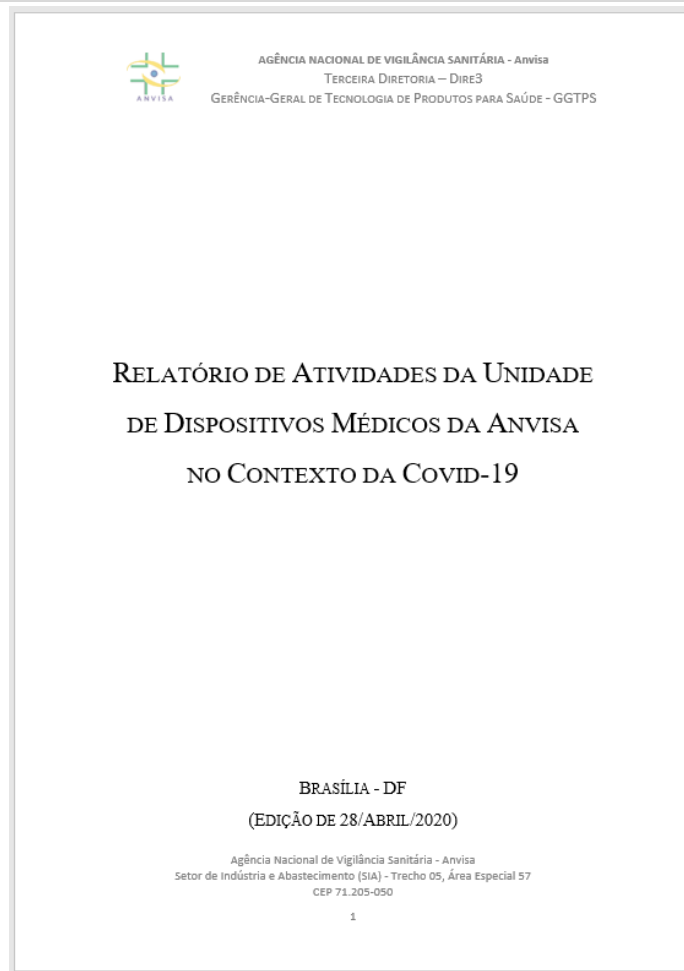 ANVISA
AGÊNCIA NACIONAL DE VIGILÂNCIA SANITÁRIA - Anvisa
TERCEIRA DIRETORIA – DIRE3
GERÊNCIA-GERAL DE TECNOLOGIA DE PRODUTOS PARA SAÚDE - GGTPS
RELATÓRIO DE ATIVIDADES DA UNIDADE
DE DISPOSITIVOS MÉDICOS DA ANVISA
NO CONTEXTO DA COVID-19
BRASÍLIA - DF
(EDIÇÃO DE 28/ABRIL/2020)
Agência Nacional de Vigilância Sanitária - Anvisa
Setor de Indústria e Abastecimento (SIA) - Trecho 05, Área Especial 57
CEP 71.205-050
1